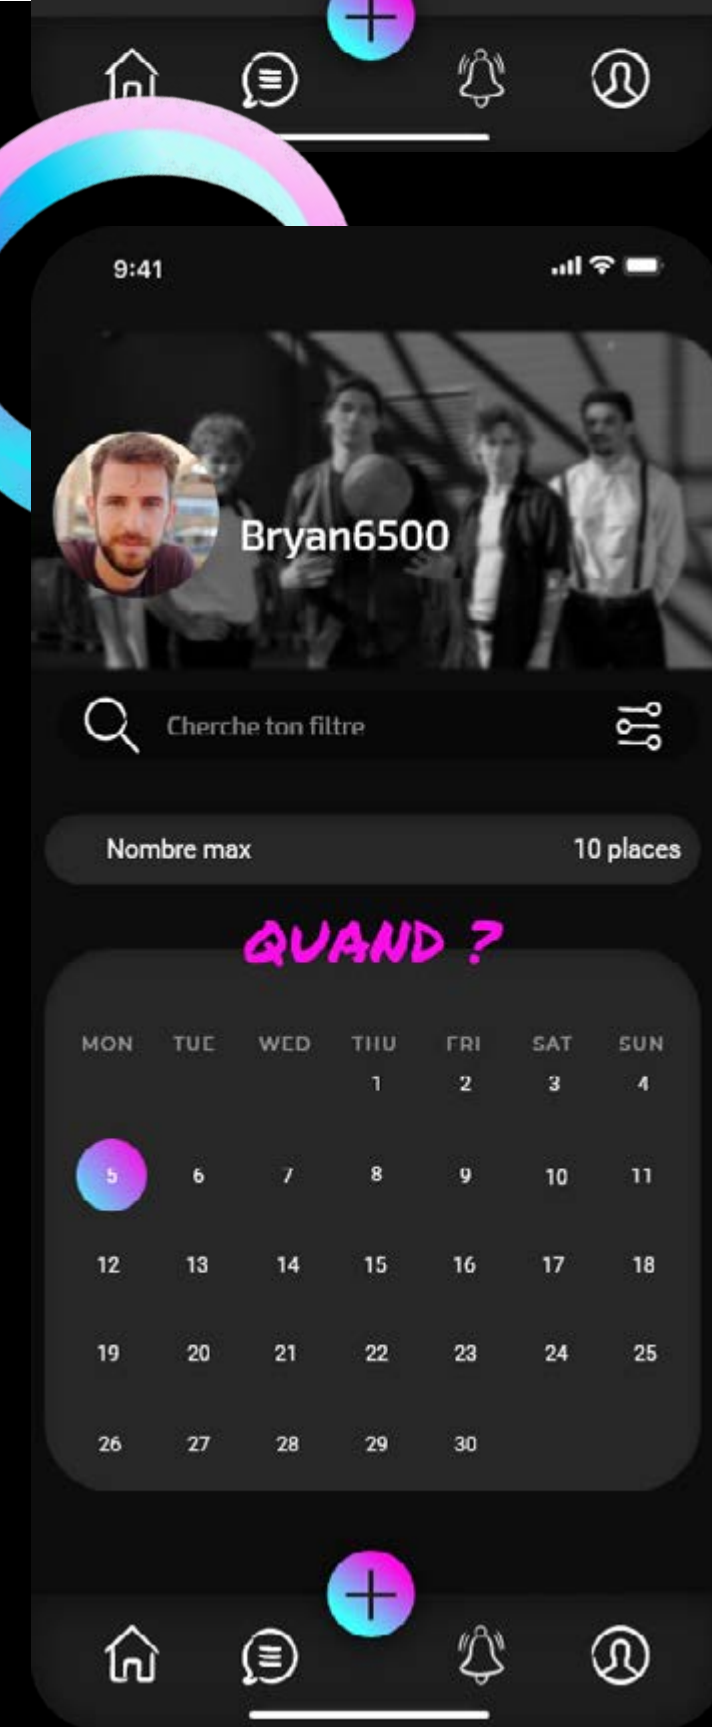 9:41
Bryan6500
Cherche ton filtre
Nombre max 10 places
QUAND ?
MON TUE WED THU FRI SAT SUN
1 2 3 4
5 6 7 8 9 10 11
12 13 14 15 16 17 18
19 20 21 22 23 24 25
26 27 28 29 30